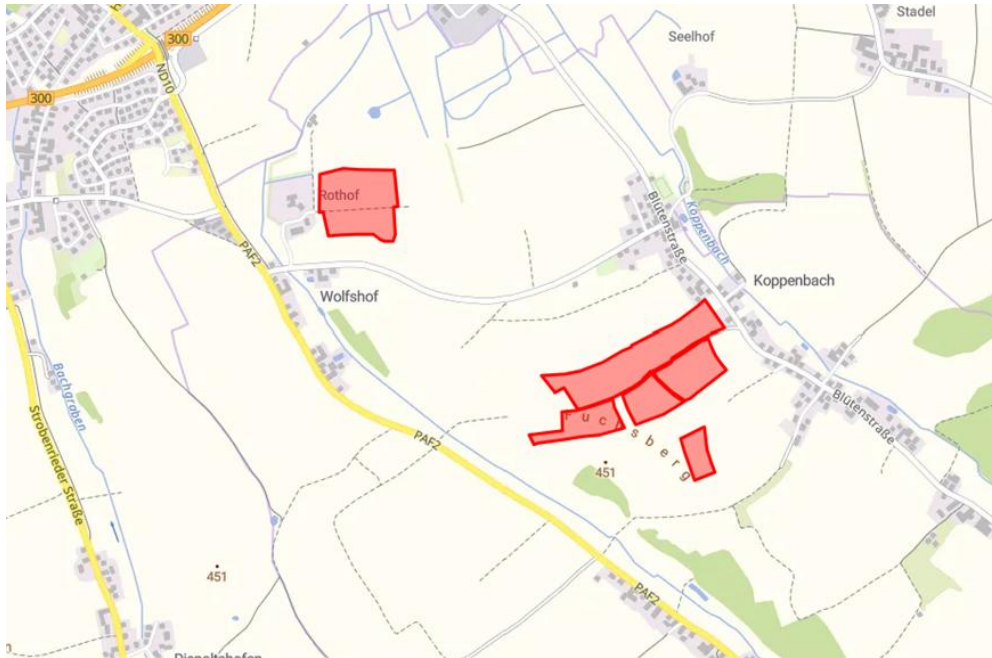 300
Stadel
Seelhof
300
ND10
Rothof
Koppenbach
Blütenstraße
PAF2
Koppenbach
Wolfshof
Bachgraben
Blütenstraße
Fuchsberg
PAF2
Strobenrieder Straße
451
451
PAF2